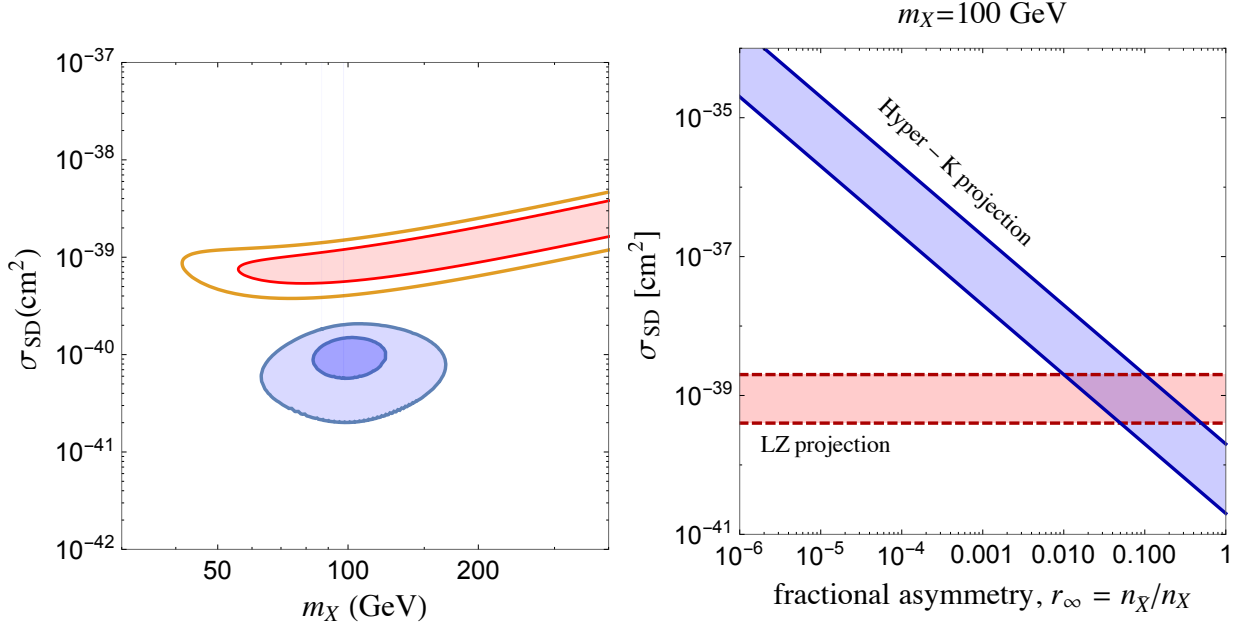 10^-37
10^-38
10^-39
10^-40
10^-41
10^-42
σ_SD(cm^2)
50
100
200
m_X (GeV)
m_X=100 GeV
10^-35
10^-37
10^-39
10^-41
σ_SD [cm^2]
Hyper – K projection
LZ projection
10^-6
10^-5
10^-4
0.001
0.010
0.100
1
fractional asymmetry, r_∞ = n_X̄/n_X